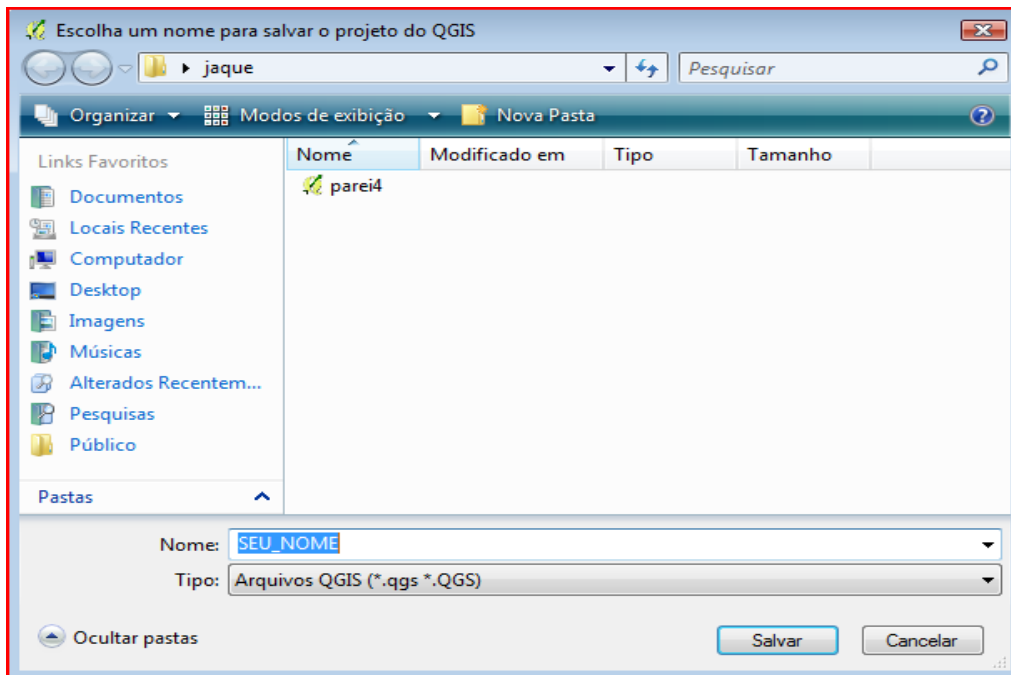 Escolha um nome para salvar o projeto do QGIS
jaque
Pesquisar
Organizar Modos de exibição Nova Pasta
Links Favoritos
Nome Modificado em Tipo Tamanho
Documentos
parei4
Locais Recentes
Computador
Desktop
Imagens
Músicas
Alterados Recentem...
Pesquisas
Público
Pastas
Nome: SEU_NOME
Tipo: Arquivos QGIS (*.qgs *.QGS)
Ocultar pastas Salvar Cancelar